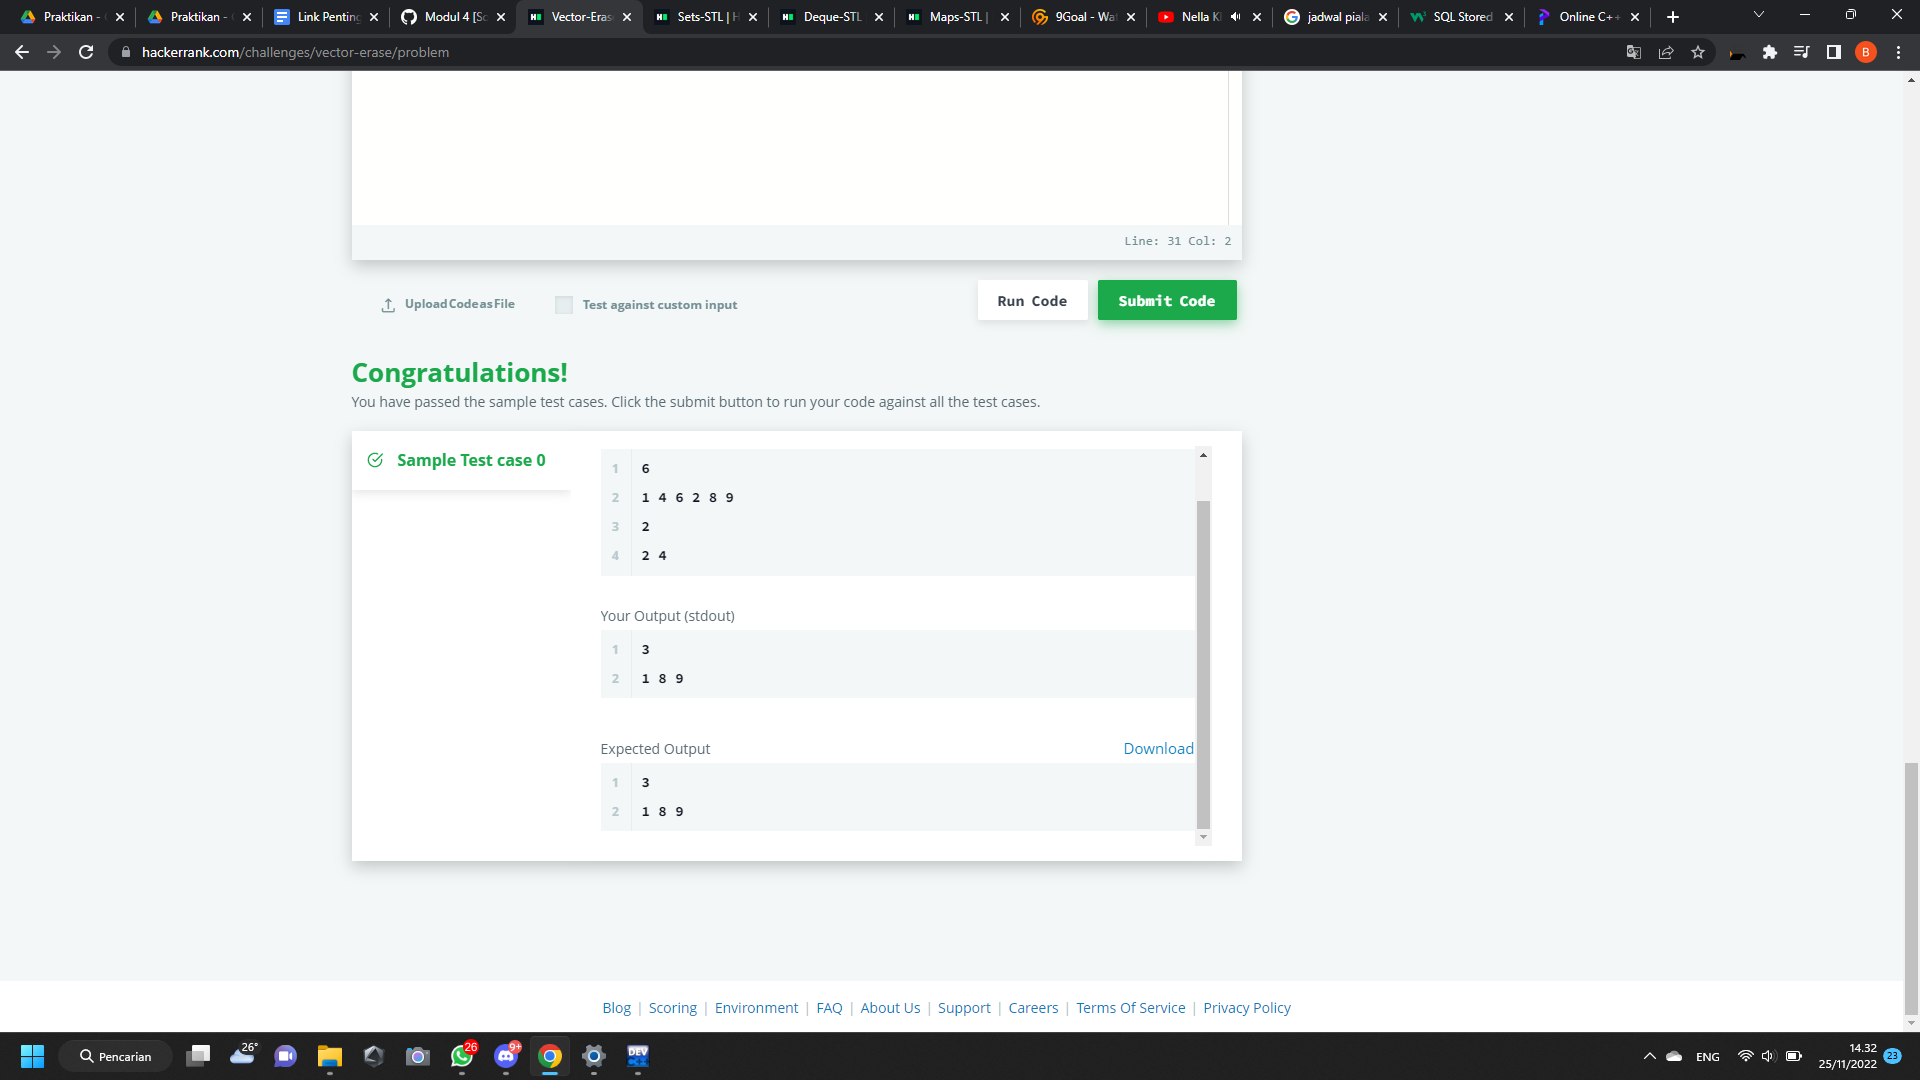 Praktikan -
Praktikan -
Link Penting
Modul 4 [S
Vector-Eras
Sets-STL | H
Deque-STL
Maps-STL |
9Goal - Wat
Nella K
jadwal piala
SQL Stored
Online C++
hackerrank.com/challenges/vector-erase/problem
B
Line: 31 Col: 2
Upload Code as File
Test against custom input
Run Code
Submit Code
Congratulations!
You have passed the sample test cases. Click the submit button to run your code against all the test cases.
Sample Test case 0
1 6
2 1 4 6 2 8 9
3 2
4 2 4
Your Output (stdout)
1 3
2 1 8 9
Expected Output
Download
1 3
2 1 8 9
Blog | Scoring | Environment | FAQ | About Us | Support | Careers | Terms Of Service | Privacy Policy
Pencarian
26°
26
9+
DEV
ENG
14.32
25/11/2022
23